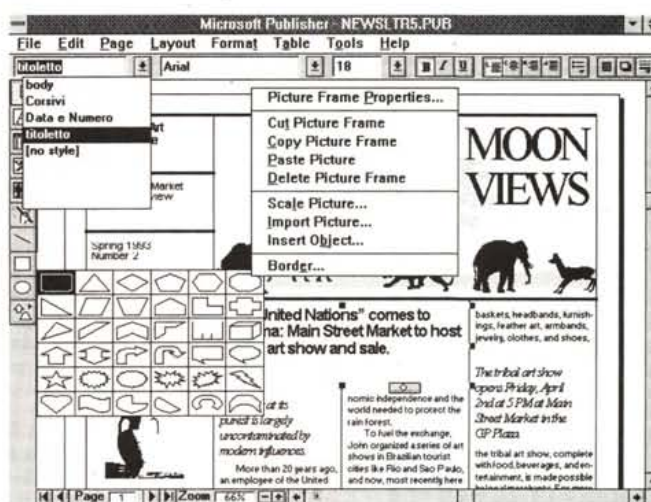 Microsoft Publisher - NEWSLTR5.PUB
File Edit Page Layout Format Table Tools Help
titoletto Arial 18 B I U
body
Corsivi
Data e Numero
titoletto
[no style]
Picture Frame Properties...
Cut Picture Frame
Copy Picture Frame
Paste Picture
Delete Picture Frame
Scale Picture...
Import Picture...
Insert Object...
Border...
Art
Market
view
Spring 1993
Number 2
MOON
VIEWS
United Nations" comes to
na: Main Street Market to host
art show and sale.
at its
purest is largely
uncontaminated by
modern influences.
More than 20 years ago,
an employee of the United
nomic independence and the
world needed to protect the
rain forest.
To fuel the exchange,
John organized a series of art
shows in Brazilian tourist
cities like Rio and Sao Paulo,
and now, most recently here
baskets, headbands, furnish-
ings, feather art, armbands,
jewelry, clothes, and shoes,
The tribal art show
opens Friday, April
2nd at 5 PM at Main
Street Market in the
GP Plaza
the tribal art show, complete
with food, beverages, and en-
tertainment, is made possible
Page 1 Zoom 66%